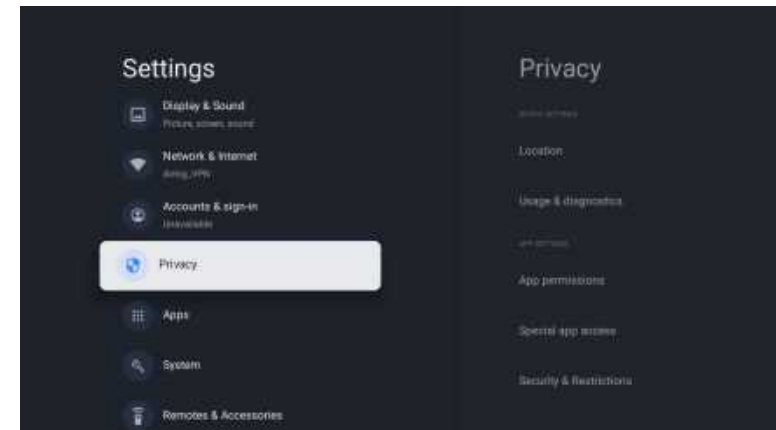 Settings
Display & Sound
Picture, screen, sound
Network & Internet
Accounts & sign-in
Unavailable
Privacy
Apps
System
Remotes & Accessories
Privacy
Location
Usage & diagnostics
App permissions
Special app access
Security & Restrictions